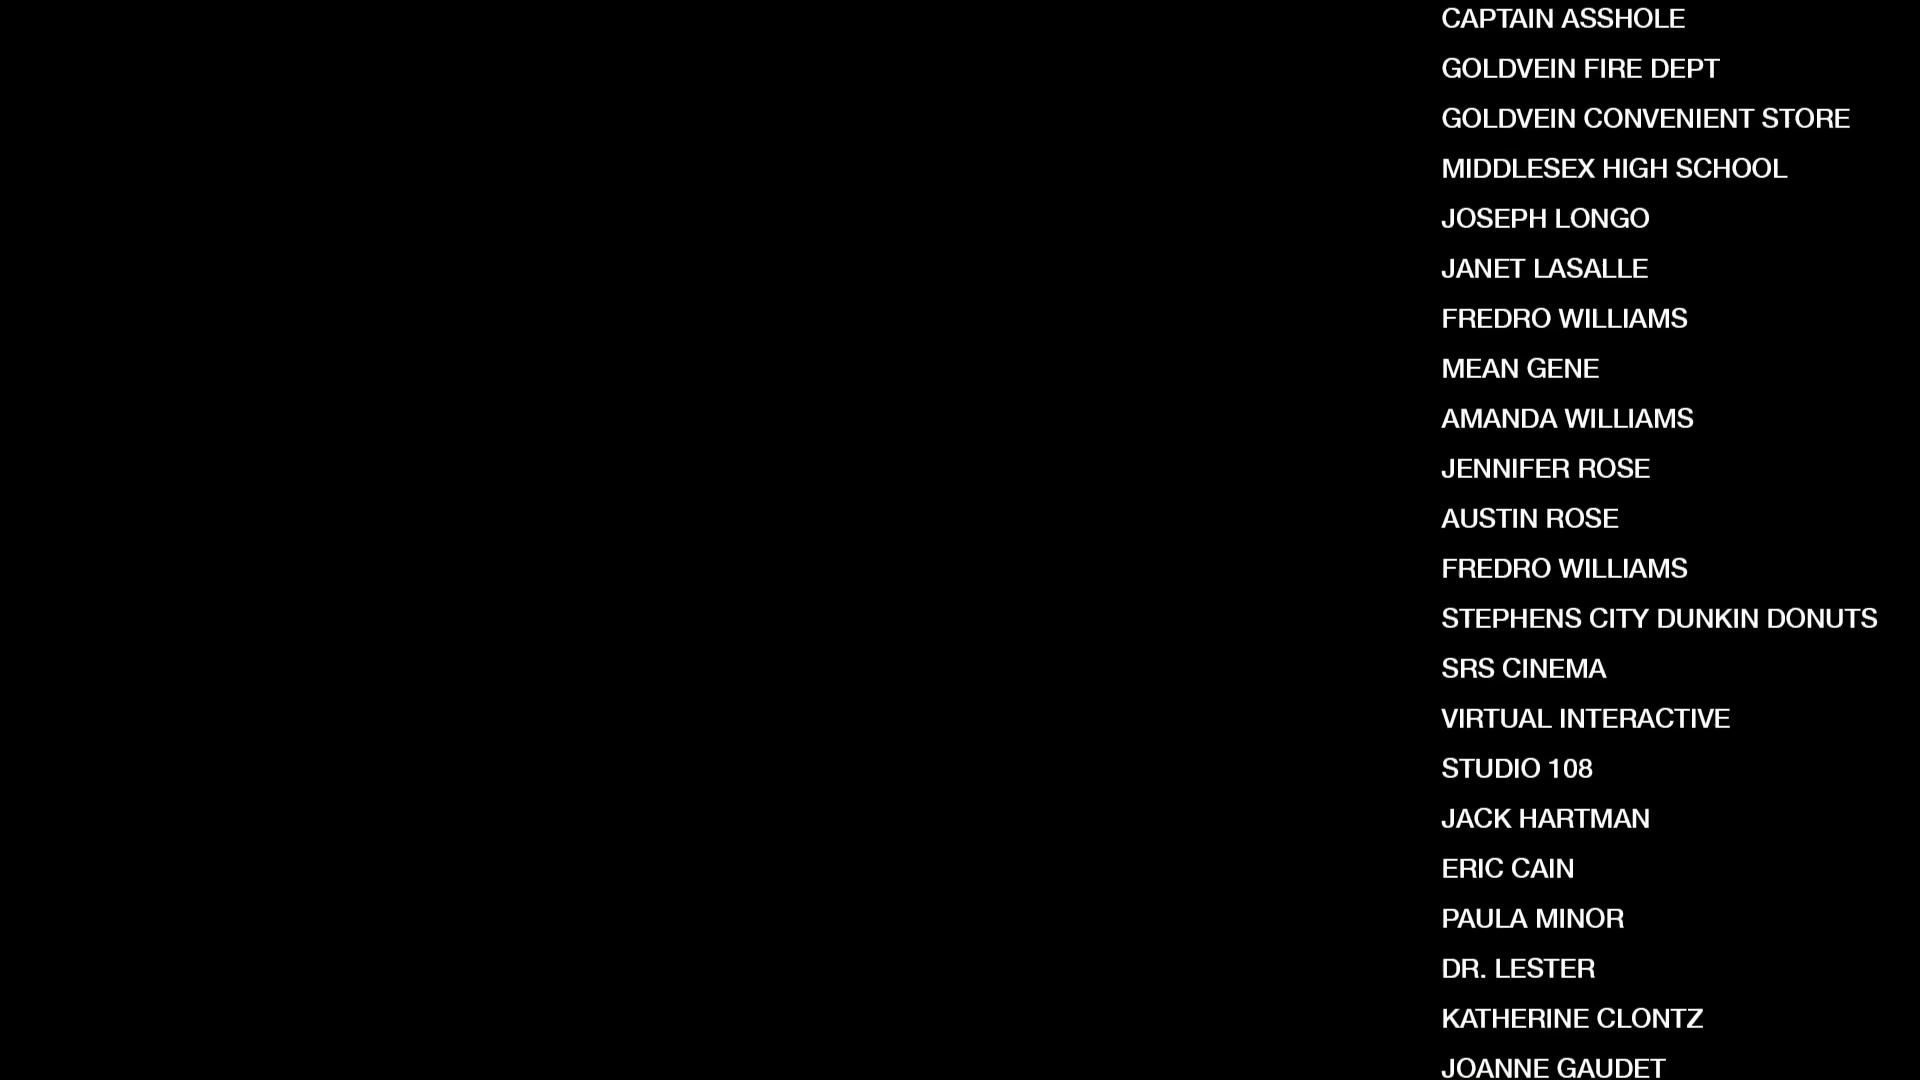 CAPTAIN ASSHOLE
GOLDVEIN FIRE DEPT
GOLDVEIN CONVENIENT STORE
MIDDLESEX HIGH SCHOOL
JOSEPH LONGO
JANET LASALLE
FREDRO WILLIAMS
MEAN GENE
AMANDA WILLIAMS
JENNIFER ROSE
AUSTIN ROSE
FREDRO WILLIAMS
STEPHENS CITY DUNKIN DONUTS
SRS CINEMA
VIRTUAL INTERACTIVE
STUDIO 108
JACK HARTMAN
ERIC CAIN
PAULA MINOR
DR. LESTER
KATHERINE CLONTZ
JOANNE GAUDET